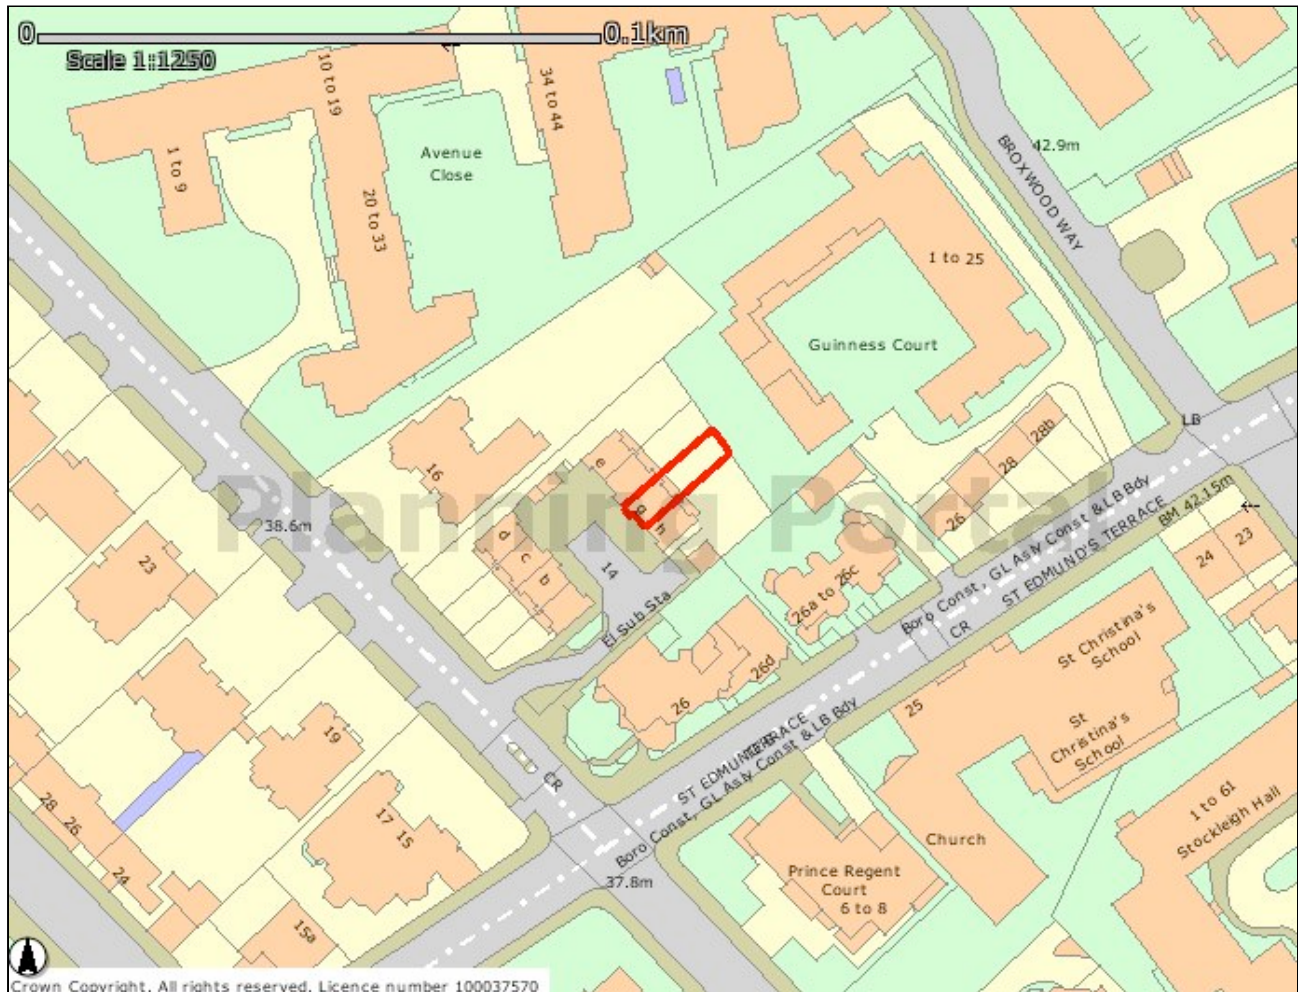 0
0.1km
Scale 1:1250
10 to 19
34 to 44
1 to 9
Avenue
Close
20 to 33
42.9m
BROXWOOD WAY
1 to 25
Guinness Court
LB
16
e
g
h
28b
28
26
38.6m
Planning Portal
d
c
b
14
El Sub Sta
23
26a to 26c
Boro Const, GL Asly Const & LB Bdy
ST EDMUND'S TERRACE
BM 42.15m
CR
24
23
St Christina's
School
St
Christina's
School
26
26d
25
19
CR
ST EDMUND'S TERRACE
Boro Const, GL Asly Const & LB Bdy
28
26
24
17
15
1 to 61
Stockleigh Hall
Church
Prince Regent
Court
6 to 8
37.8m
15a
Crown Copyright. All rights reserved. Licence number 100037570